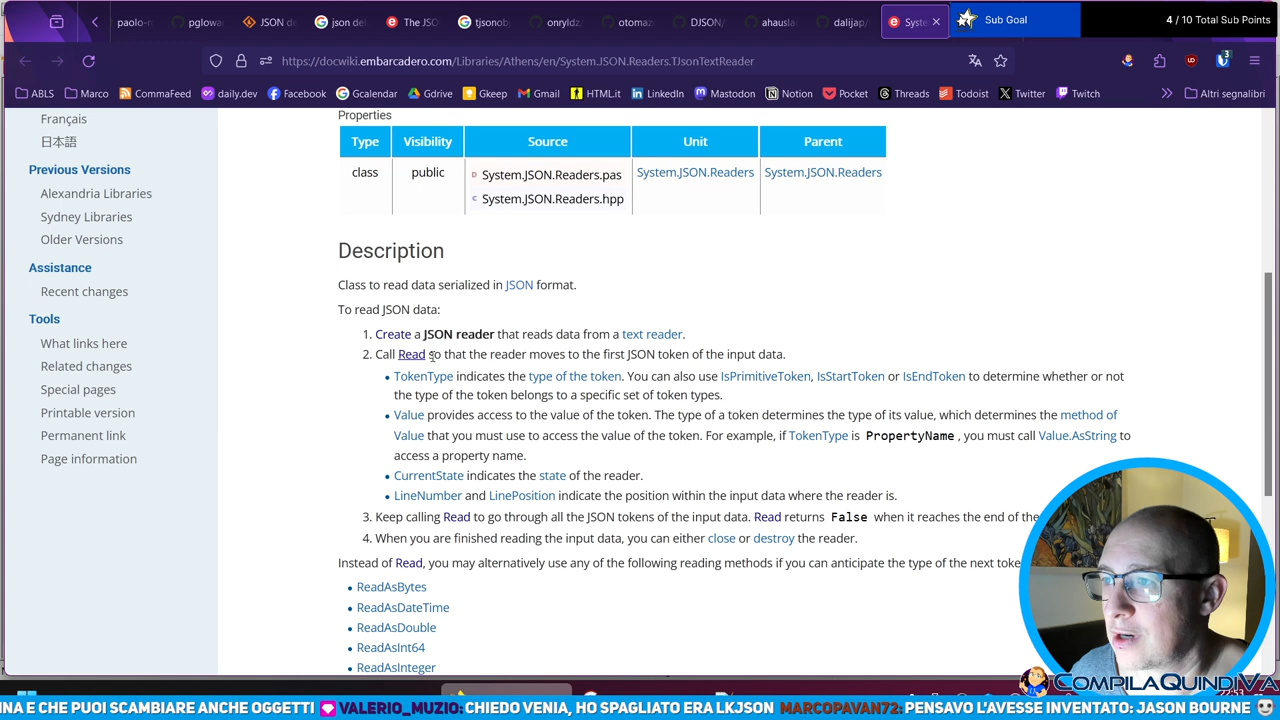 paolo-r
pglowa
JSON de
json del
The JSO
tjsonobj
onryldz/
otomaz
DJSON/
ahauslad
dalijap/
Syste
Sub Goal
4 / 10 Total Sub Points
https://docwiki.embarcadero.com/Libraries/Athens/en/System.JSON.Readers.TJsonTextReader
3
ABLS
Marco
CommaFeed
daily.dev
Facebook
Gcalendar
Gdrive
Gkeep
Gmail
HTML.it
LinkedIn
Mastodon
Notion
Pocket
Threads
Todoist
Twitter
Twitch
Altri segnalibri
Français
日本語
Previous Versions
Alexandria Libraries
Sydney Libraries
Older Versions
Assistance
Recent changes
Tools
What links here
Related changes
Special pages
Printable version
Permanent link
Page information
Properties
Type Visibility Source Unit Parent
class public System.JSON.Readers.pas System.JSON.Readers System.JSON.Readers
System.JSON.Readers.hpp
Description
Class to read data serialized in JSON format.
To read JSON data:
1. Create a JSON reader that reads data from a text reader.
2. Call Read so that the reader moves to the first JSON token of the input data.
• TokenType indicates the type of the token. You can also use IsPrimitiveToken, IsStartToken or IsEndToken to determine whether or not
the type of the token belongs to a specific set of token types.
• Value provides access to the value of the token. The type of a token determines the type of its value, which determines the method of
Value that you must use to access the value of the token. For example, if TokenType is PropertyName , you must call Value.AsString to
access a property name.
• CurrentState indicates the state of the reader.
• LineNumber and LinePosition indicate the position within the input data where the reader is.
3. Keep calling Read to go through all the JSON tokens of the input data. Read returns False when it reaches the end of the
4. When you are finished reading the input data, you can either close or destroy the reader.
Instead of Read, you may alternatively use any of the following reading methods if you can anticipate the type of the next toke
• ReadAsBytes
• ReadAsDateTime
• ReadAsDouble
• ReadAsInt64
• ReadAsInteger
COMPILAQUINDIVA
INA E CHE PUOI SCAMBIARE ANCHE OGGETTI VALERIO_MUZIO: CHIEDO VENIA, HO SPAGLIATO ERA LKJSON MARCOPAVAN72: PENSAVO L'AVESSE INVENTATO: JASON BOURNE